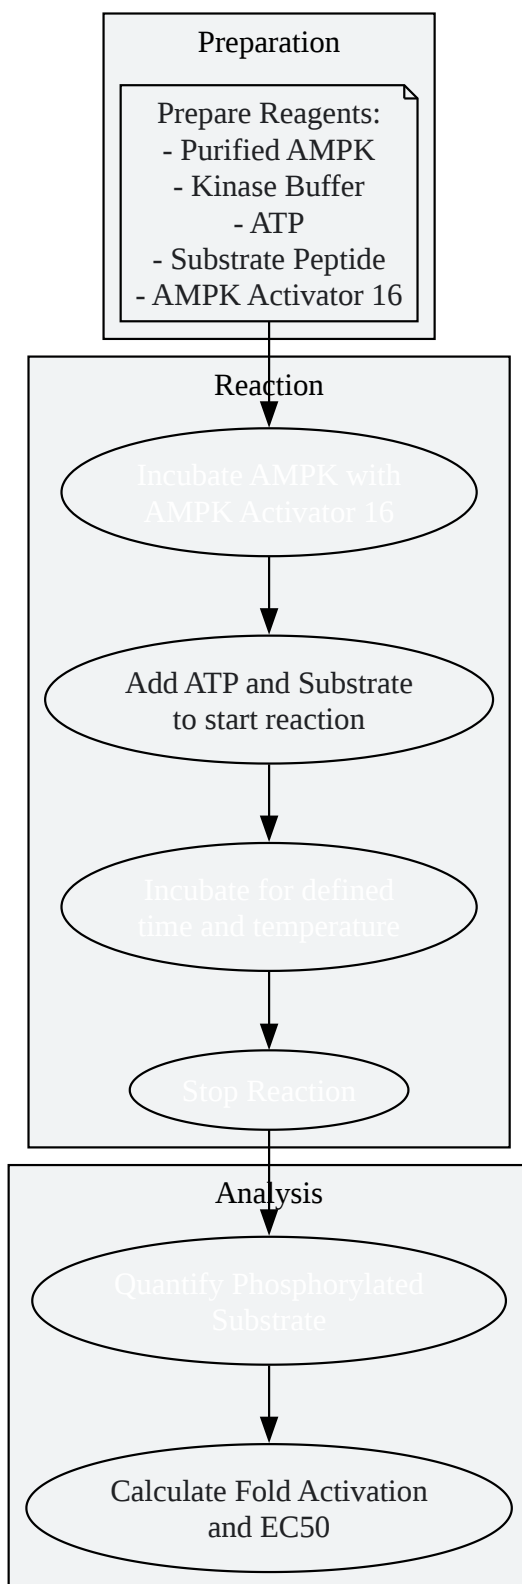 Preparation
Prepare Reagents:
- Purified AMPK
- Kinase Buffer
- ATP
- Substrate Peptide
- AMPK Activator 16
Reaction
Incubate AMPK with
AMPK Activator 16
Add ATP and Substrate
to start reaction
Incubate for defined
time and temperature
Stop Reaction
Analysis
Quantify Phosphorylated
Substrate
Calculate Fold Activation
and EC50